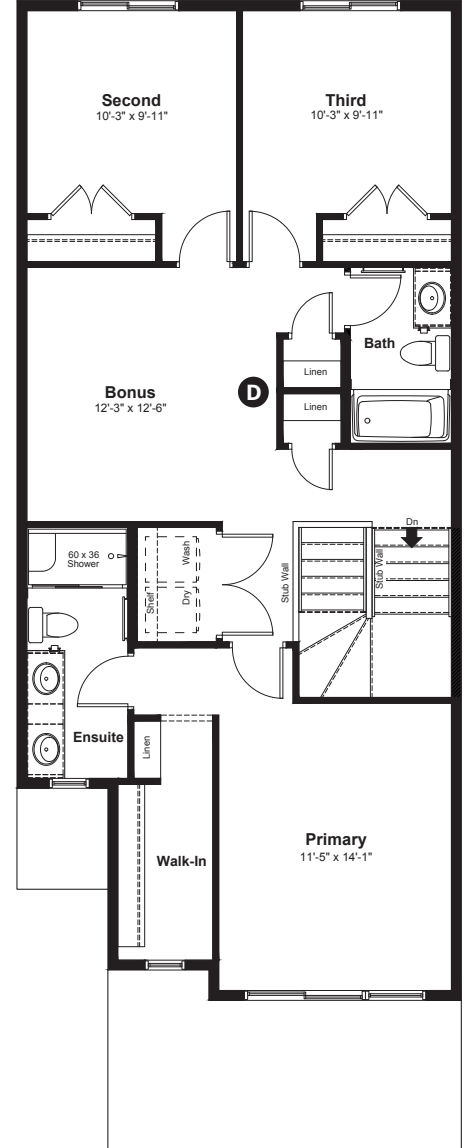 Second
10'-3" x 9'-11"
Third
10'-3" x 9'-11"
Bath
Linen
Bonus
12'-3" x 12'-6"
D
Linen
Dn
60 x 36
Shower
Wash
Dry
Shelf
Stub Wall
Stub Wall
Ensuite
Linen
Walk-In
Primary
11'-5" x 14'-1"